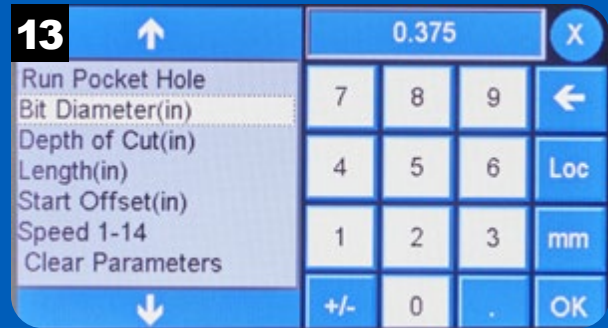 13
0.375
X
Run Pocket Hole
Bit Diameter(in)
Depth of Cut(in)
Length(in)
Start Offset(in)
Speed 1-14
Clear Parameters
7 8 9
4 5 6 Loc
1 2 3 mm
+/- 0 . OK